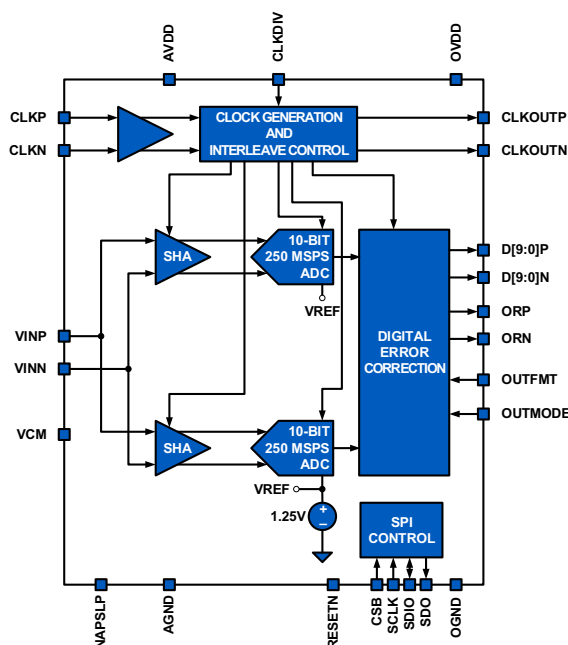 AVDD
CLKDIV
OVDD
CLKP
CLKN
CLOCK GENERATION
AND
INTERLEAVE CONTROL
CLKOUTP
CLKOUTN
SHA
10-BIT
250 MSPS
ADC
VREF
D[9:0]P
D[9:0]N
ORP
ORN
OUTFMT
OUTMODE
DIGITAL
ERROR
CORRECTION
VINP
VINN
VCM
SHA
10-BIT
250 MSPS
ADC
VREF
1.25V
+
–
SPI
CONTROL
NAPSLP
AGND
RESETN
CSB
SCLK
SDIO
SDO
OGND